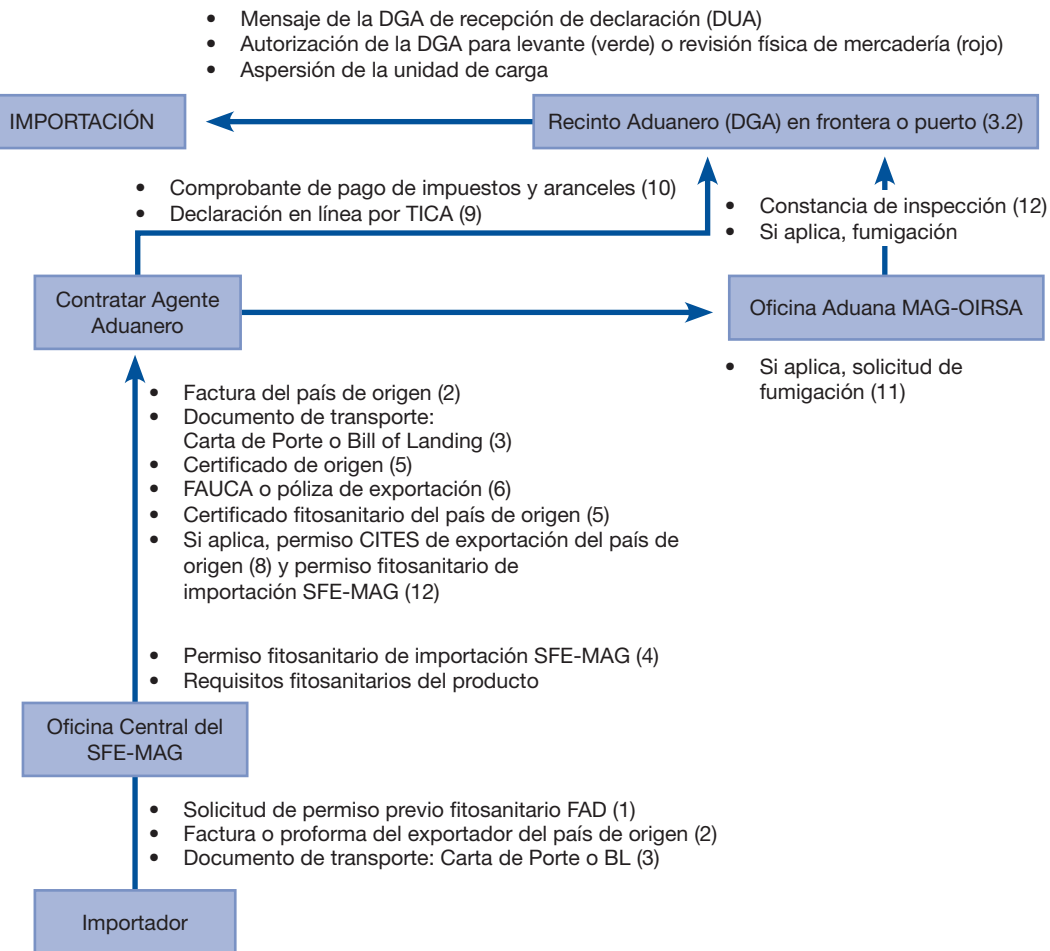 • Mensaje de la DGA de recepción de declaración (DUA)
• Autorización de la DGA para levante (verde) o revisión física de mercadería (rojo)
• Aspersión de la unidad de carga
IMPORTACIÓN
Recinto Aduanero (DGA) en frontera o puerto (3.2)
• Comprobante de pago de impuestos y aranceles (10)
• Declaración en línea por TICA (9)
• Constancia de inspección (12)
• Si aplica, fumigación
Contratar Agente
Aduanero
Oficina Aduana MAG-OIRSA
• Si aplica, solicitud de
fumigación (11)
• Factura del país de origen (2)
• Documento de transporte:
Carta de Porte o Bill of Landing (3)
• Certificado de origen (5)
• FAUCA o póliza de exportación (6)
• Certificado fitosanitario del país de origen (5)
• Si aplica, permiso CITES de exportación del país de
origen (8) y permiso fitosanitario de
importación SFE-MAG (12)
• Permiso fitosanitario de importación SFE-MAG (4)
• Requisitos fitosanitarios del producto
Oficina Central del
SFE-MAG
• Solicitud de permiso previo fitosanitario FAD (1)
• Factura o proforma del exportador del país de origen (2)
• Documento de transporte: Carta de Porte o BL (3)
Importador